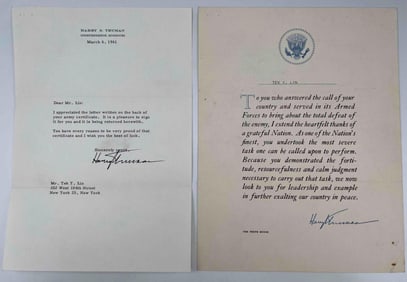 HARRY S. TRUMAN
INDEPENDENCE, MISSOURI
March 6, 1961
Dear Mr. Lin:
I appreciated the letter written on the back of
your army certificate. It is a pleasure to sign
it for you and it is being returned herewith.
You have every reason to be very proud of that
certificate and I wish you the best of luck.
Sincerely yours,
Harry S Truman
Mr. Lin
West Street
New York 25, New York
LIN
To you who answered the call of your
country and served in its Armed
Forces to bring about the total defeat of
the enemy, I extend the heartfelt thanks of
a grateful Nation. As one of the Nation's
finest, you undertook the most severe
task one can be called upon to perform.
Because you demonstrated the forti-
tude, resourcefulness and calm judgment
necessary to carry out that task, we now
look to you for leadership and example
in further exalting our country in peace.
Harry S Truman
THE WHITE HOUSE